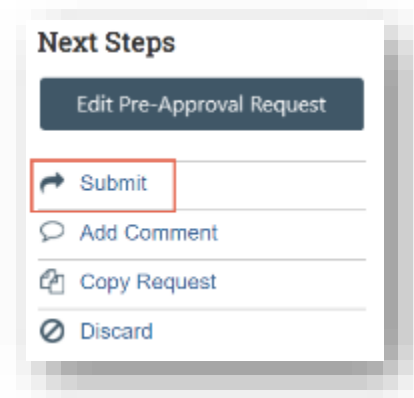 Next Steps
Edit Pre-Approval Request
Submit
Add Comment
Copy Request
Discard